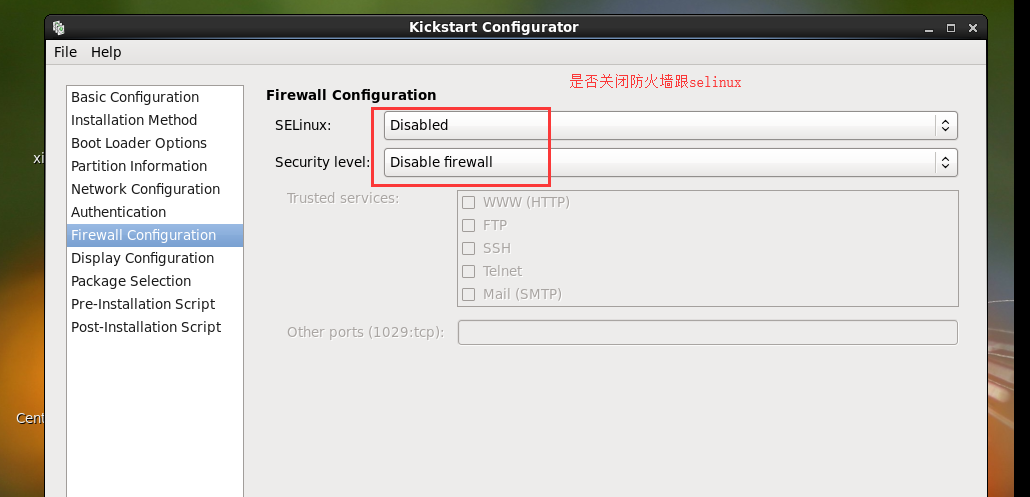 Kickstart Configurator
File Help
是否关闭防火墙跟selinux
Basic Configuration
Installation Method
Boot Loader Options
Partition Information
Network Configuration
Authentication
Firewall Configuration
Display Configuration
Package Selection
Pre-Installation Script
Post-Installation Script
Firewall Configuration
SELinux: Disabled
Security level: Disable firewall
Trusted services:
WWW (HTTP)
FTP
SSH
Telnet
Mail (SMTP)
Other ports (1029:tcp):
xi
Cent